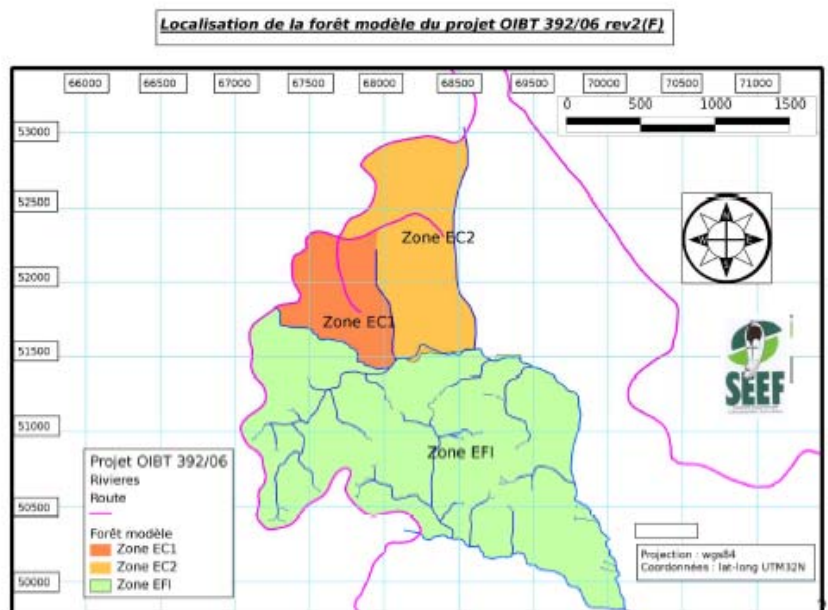 Localisation de la forêt modèle du projet OIBT 392/06 rev2(F)
66000 66500 67000 67500 68000 68500 69500 70000 70500 71000
0 500 1000 1500
53000
52500
52000
51500
51000
50500
50000
Zone EC2
Zone EC1
Zone EFI
N
E
S
W
SEEF
Projet OIBT 392/06
Rivieres
Route
Forêt modèle
Zone EC1
Zone EC2
Zone EFI
Projection : wgs84
Coordonnées : lat-long UTM32N